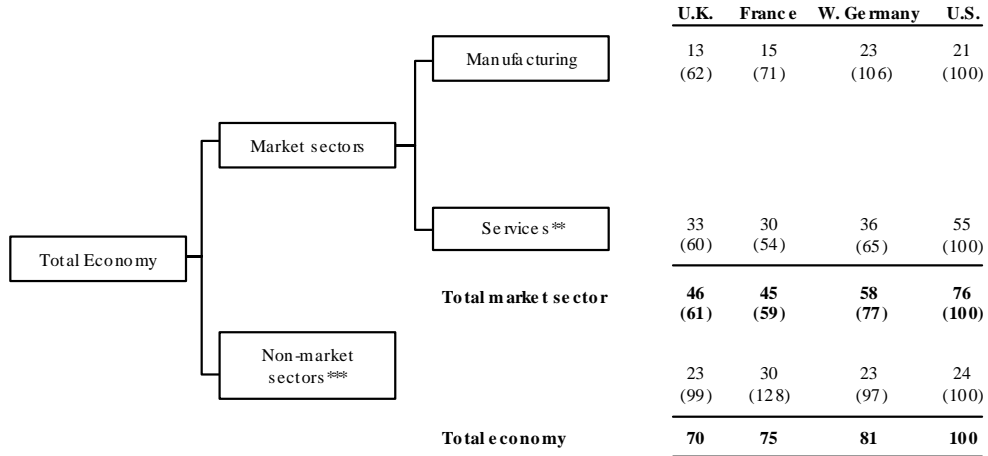 U.K. France W. Germany U.S.
Manufacturing 13 15 23 21
(62) (71) (106) (100)
Market sectors
Services** 33 30 36 55
(60) (54) (65) (100)
Total Economy
Total market sector 46 45 58 76
(61) (59) (77) (100)
Non-market
sectors*** 23 30 23 24
(99) (128) (97) (100)
Total economy 70 75 81 100